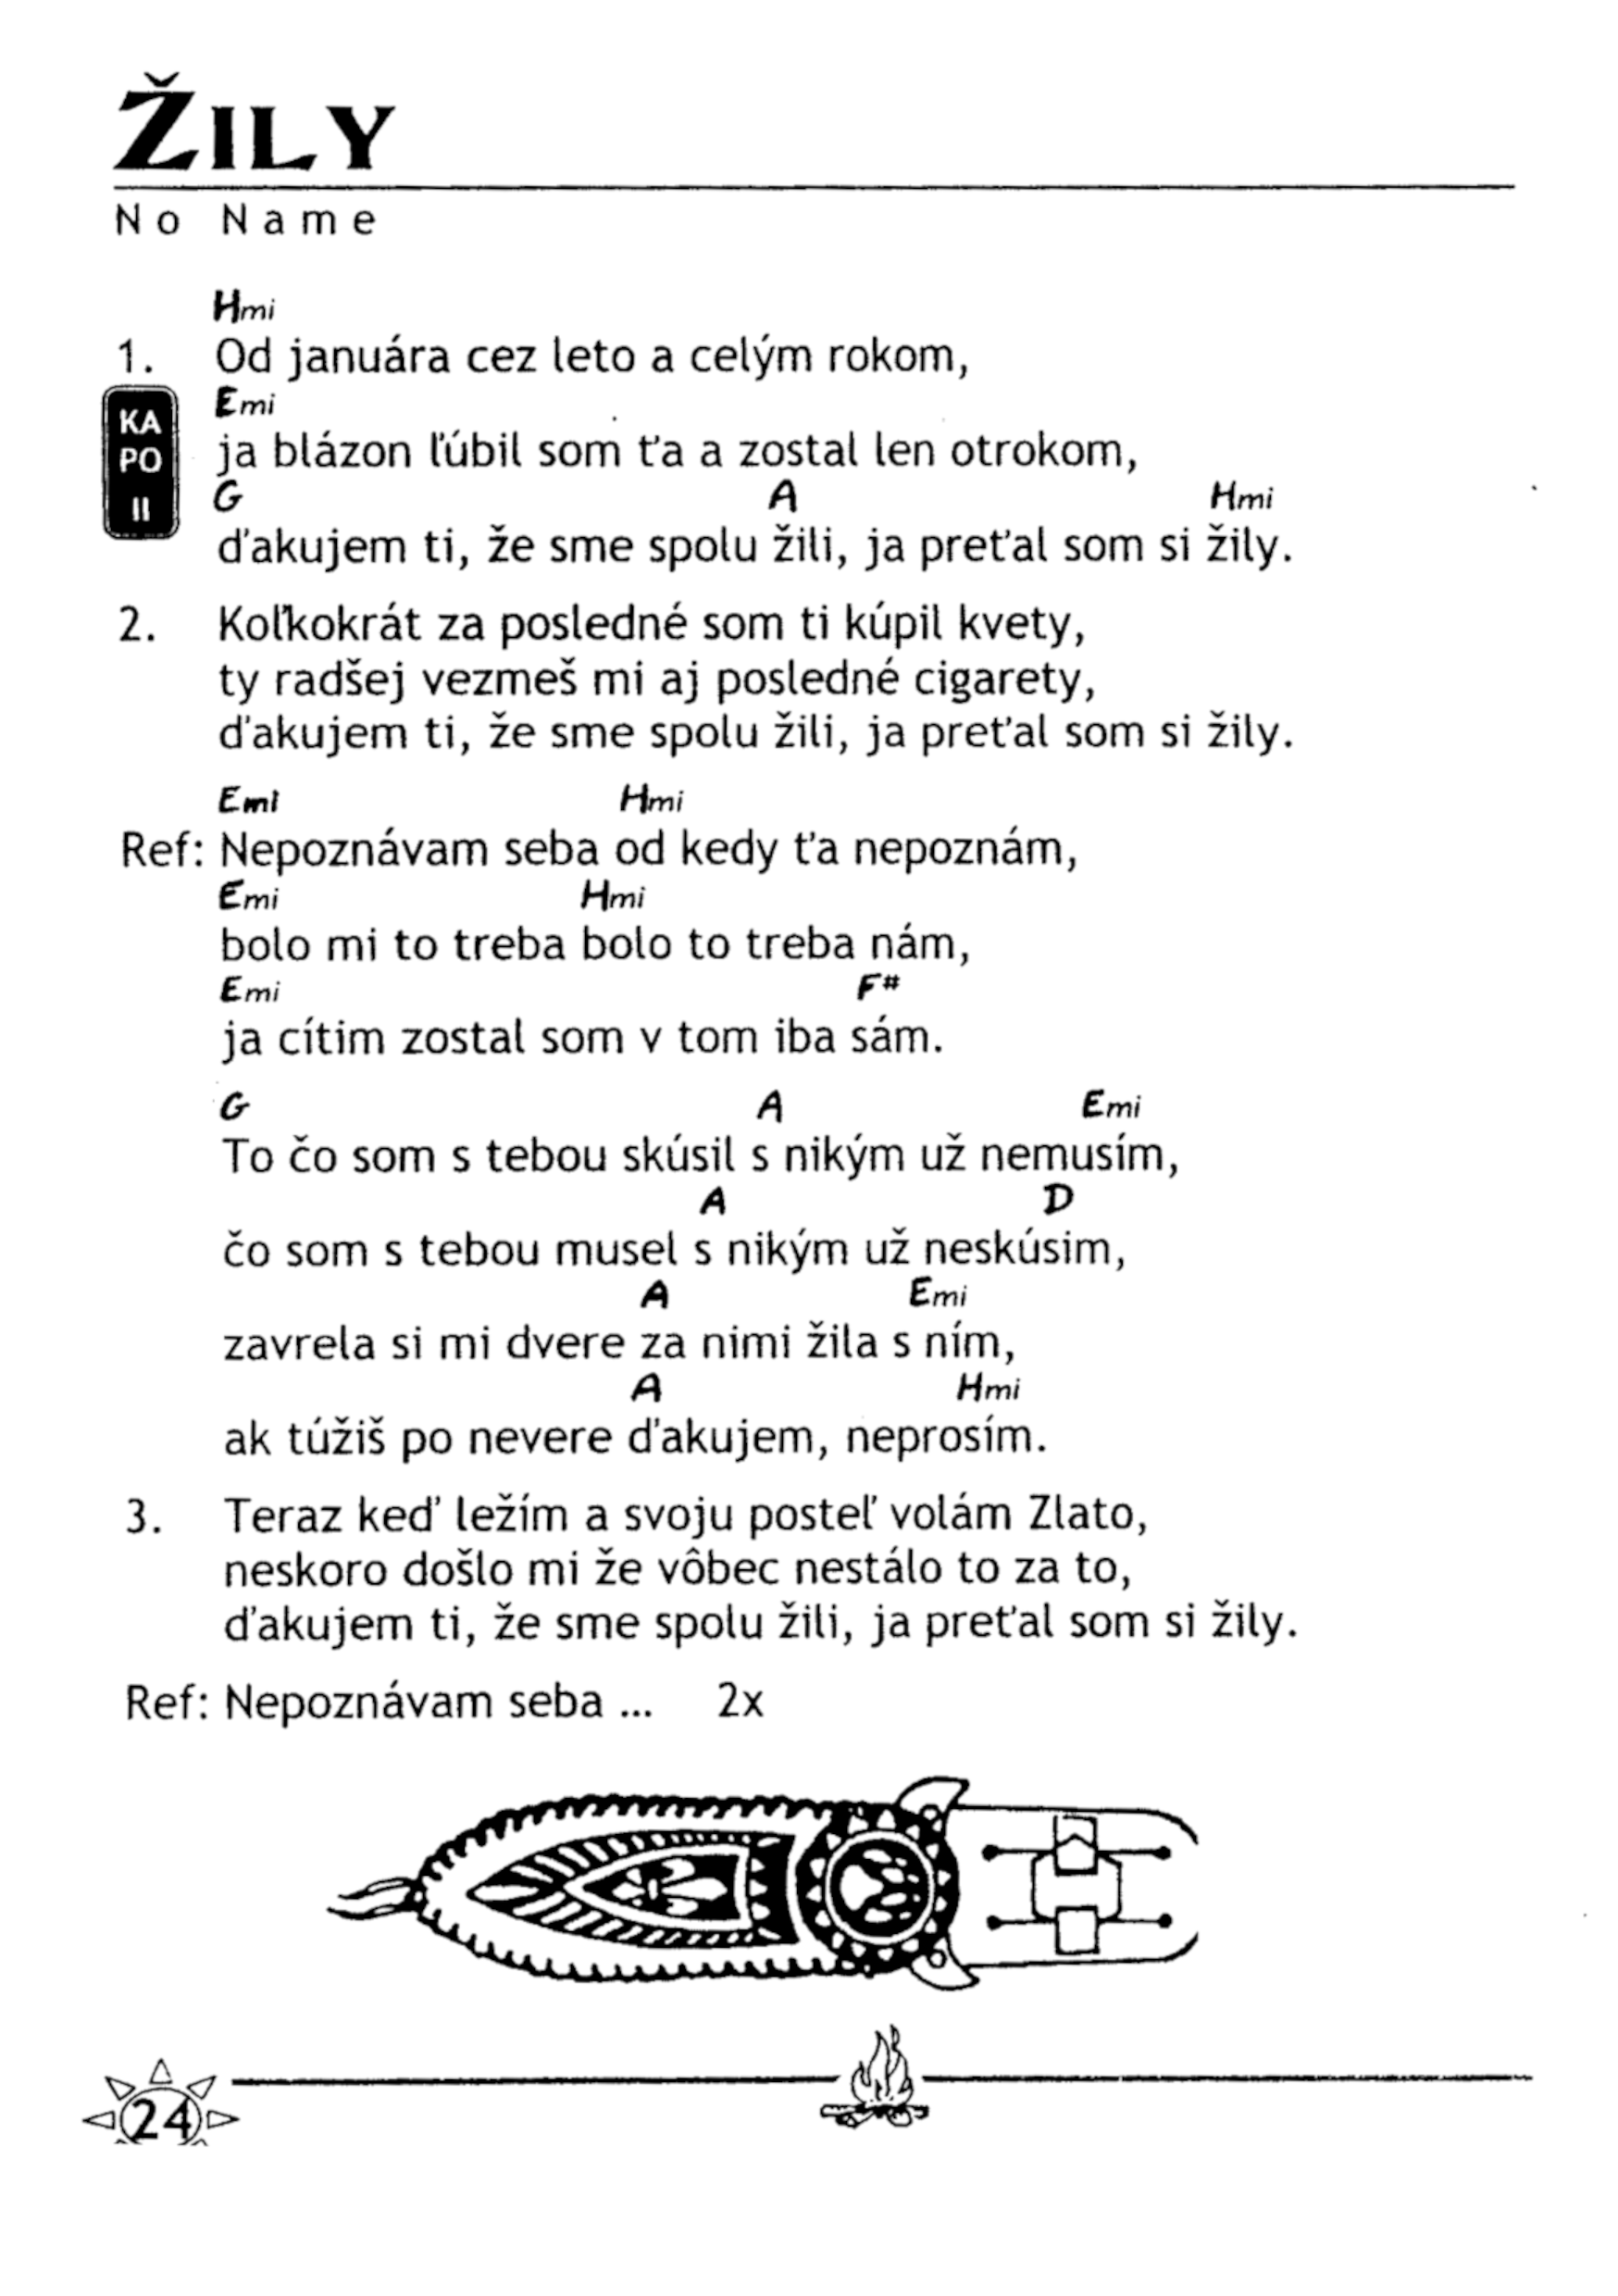 ŽILY
No Name
Hmi
1. Od januára cez leto a celým rokom,
KA
PO
II
Emi
ja blázon ľúbil som ťa a zostal len otrokom,
G A Hmi
ďakujem ti, že sme spolu žili, ja preťal som si žily.
2. Koľkokrát za posledné som ti kúpil kvety,
ty radšej vezmeš mi aj posledné cigarety,
ďakujem ti, že sme spolu žili, ja preťal som si žily.
Emi Hmi
Ref: Nepoznávam seba od kedy ťa nepoznám,
Emi Hmi
bolo mi to treba bolo to treba nám,
Emi F#
ja cítim zostal som v tom iba sám.
G A Emi
To čo som s tebou skúsil s nikým už nemusím,
A D
čo som s tebou musel s nikým už neskúsim,
A Emi
zavrela si mi dvere za nimi žila s ním,
A Hmi
ak túžiš po nevere ďakujem, neprosím.
3. Teraz keď ležím a svoju posteľ volám Zlato,
neskoro došlo mi že vôbec nestálo to za to,
ďakujem ti, že sme spolu žili, ja preťal som si žily.
Ref: Nepoznávam seba ... 2x
24